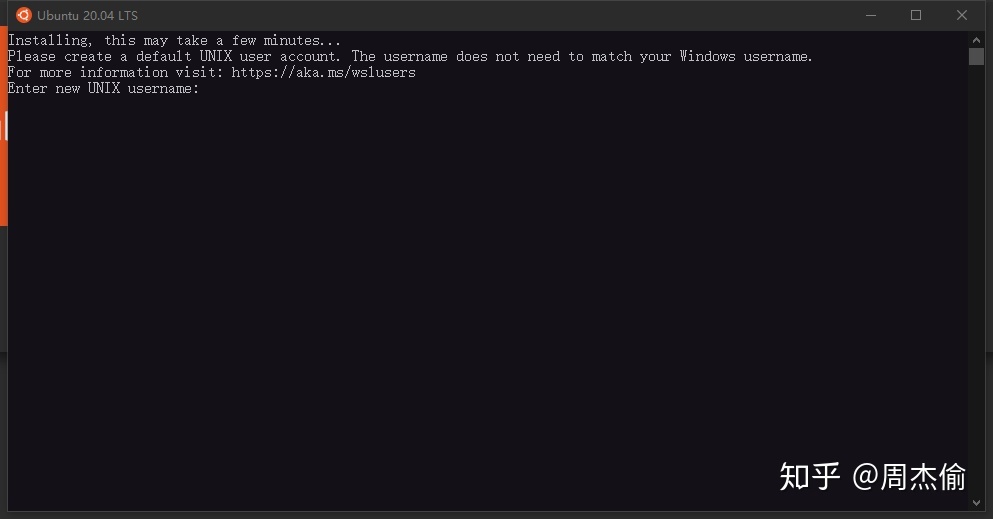 Ubuntu 20.04 LTS
Installing, this may take a few minutes...
Please create a default UNIX user account. The username does not need to match your Windows username.
For more information visit: https://aka.ms/wslusers
Enter new UNIX username:
知乎 @周杰偷